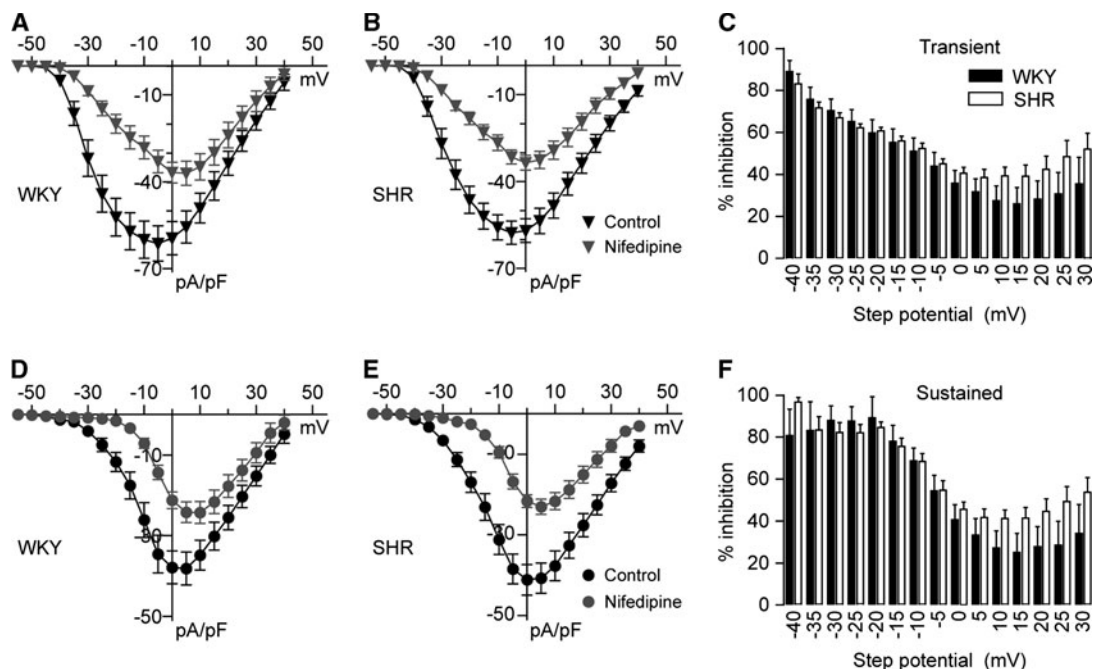 A
-50 -30 -10 10 30 50
mV
-10
-40
-70
pA/pF
WKY
B
-50 -30 -10 10 30 50
mV
-10
-40
-70
pA/pF
SHR
Control
Nifedipine
C
Transient
WKY
SHR
% inhibition
100
80
60
40
20
0
-40 -35 -30 -25 -20 -15 -10 -5 0 5 10 15 20 25 30
Step potential (mV)
D
-50 -30 -10 10 30 50
mV
-10
-30
-50
pA/pF
WKY
E
-50 -30 -10 10 30 50
mV
-10
-30
-50
pA/pF
SHR
Control
Nifedipine
F
Sustained
% inhibition
100
80
60
40
20
0
-40 -35 -30 -25 -20 -15 -10 -5 0 5 10 15 20 25 30
Step potential (mV)